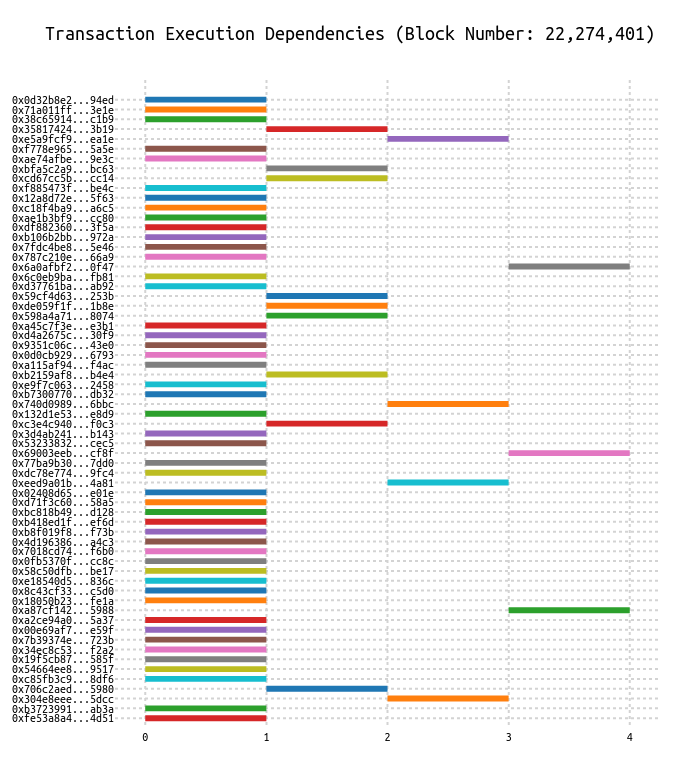 Transaction Execution Dependencies (Block Number: 22,274,401)
0x0d32b8e2...94ed
0x71a011ff...3e1e
0x38c65914...c1b9
0x35817424...3b19
0xe5a9fcf9...ea1e
0xf778e965...5a5e
0xae74afbe...9e3c
0xbfa5c2a9...bc63
0xcd67cc5b...cc14
0xf885473f...be4c
0x12a8d72e...5f63
0xc18f4ba9...a6c5
0xae1b3bf9...cc80
0xdf882360...3f5a
0xb106b2bb...972a
0x7fdc4be8...5e46
0x787c210e...66a9
0x6a0afbf2...0f47
0x6c0eb9ba...fb81
0xd37761ba...ab92
0x59cf4d63...253b
0xde059f1f...1b8e
0x598a4a71...8074
0xa45c7f3e...e3b1
0xd4a2675c...30f9
0x9351c06c...43e0
0x0d0cb929...6793
0xa115af94...f4ac
0xb2159af8...b4e4
0xe9f7c063...2458
0xb7300770...db32
0x740d0989...6bbc
0x132d1e53...e8d9
0xc3e4c940...f0c3
0x3d4ab241...b143
0x53233832...cec5
0x69003eeb...cf8f
0x77ba9b30...7dd0
0xdc78e774...9fc4
0xeed9a01b...4a81
0x02408d65...e01e
0xd71f3c60...58a5
0xbc818b49...d128
0xb418ed1f...ef6d
0xb8f019f8...f73b
0x4d196386...a4c3
0x7018cd74...f6b0
0x0fb5370f...cc8c
0x58c50dfb...be17
0xe18540d5...836c
0x8c43cf33...c5d0
0x18050b23...fe1a
0xa87cf142...5988
0xa2ce94a0...5a37
0x00e69af7...e59f
0x7b39374e...723b
0x34ec8c53...f2a2
0x19f5cb87...585f
0x54664ee8...9517
0xc85fb3c9...8df6
0x706c2aed...5980
0x304e8eee...5dcc
0xb3723991...ab3a
0xfe53a8a4...4d51
0 1 2 3 4